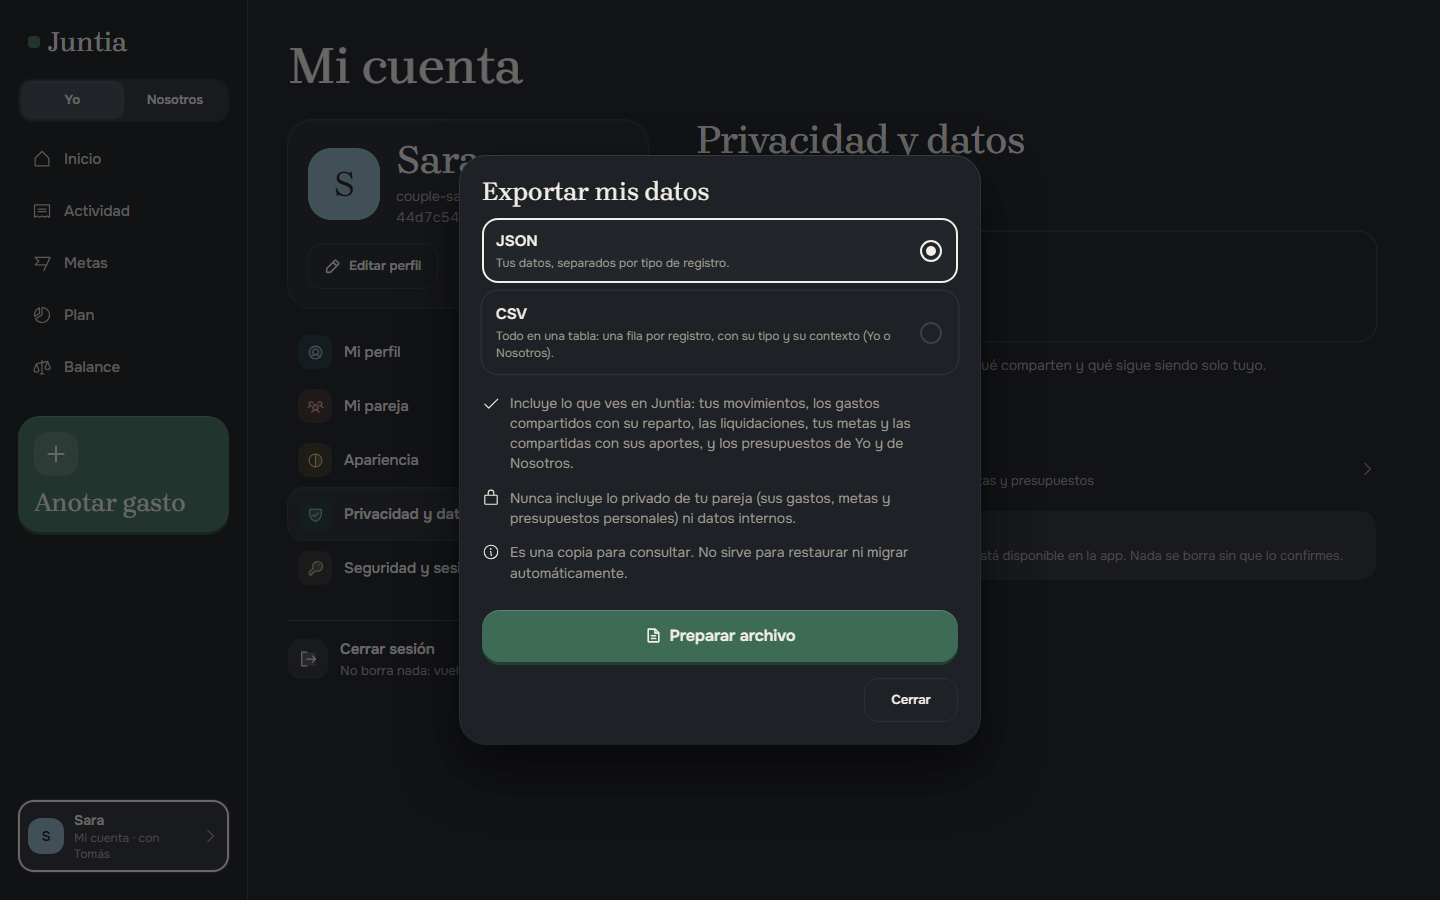 Juntia
Yo
Nosotros
Inicio
Actividad
Metas
Plan
Balance
Anotar gasto
Sara
Mi cuenta · con
Tomás
Mi cuenta
Sara
couple-sa
44d7c54
Editar perfil
Mi perfil
Mi pareja
Apariencia
Privacidad y dat
Seguridad y sesi
Cerrar sesión
No borra nada: vuel
Privacidad y datos
ué comparten y qué sigue siendo solo tuyo.
tas y presupuestos
stá disponible en la app. Nada se borra sin que lo confirmes.
Exportar mis datos
JSON
Tus datos, separados por tipo de registro.
CSV
Todo en una tabla: una fila por registro, con su tipo y su contexto (Yo o
Nosotros).
Incluye lo que ves en Juntia: tus movimientos, los gastos
compartidos con su reparto, las liquidaciones, tus metas y las
compartidas con sus aportes, y los presupuestos de Yo y de
Nosotros.
Nunca incluye lo privado de tu pareja (sus gastos, metas y
presupuestos personales) ni datos internos.
Es una copia para consultar. No sirve para restaurar ni migrar
automáticamente.
Preparar archivo
Cerrar